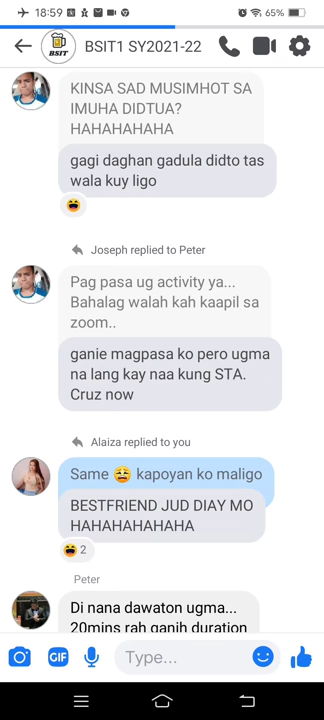 18:59
65%
BSIT
BSIT1 SY2021-22
KINSA SAD MUSIMHOT SA
IMUHA DIDTUA?
HAHAHAHAHA
gagi daghan gadula didto tas
wala kuy ligo
Joseph replied to Peter
Pag pasa ug activity ya...
Bahalag walah kah kaapil sa
zoom..
ganie magpasa ko pero ugma
na lang kay naa kung STA.
Cruz now
Alaiza replied to you
Same 😩 kapoyan ko maligo
BESTFRIEND JUD DIAY MO
HAHAHAHAHAHA
2
Peter
Di nana dawaton ugma...
20mins rah ganih duration
GIF
Type...